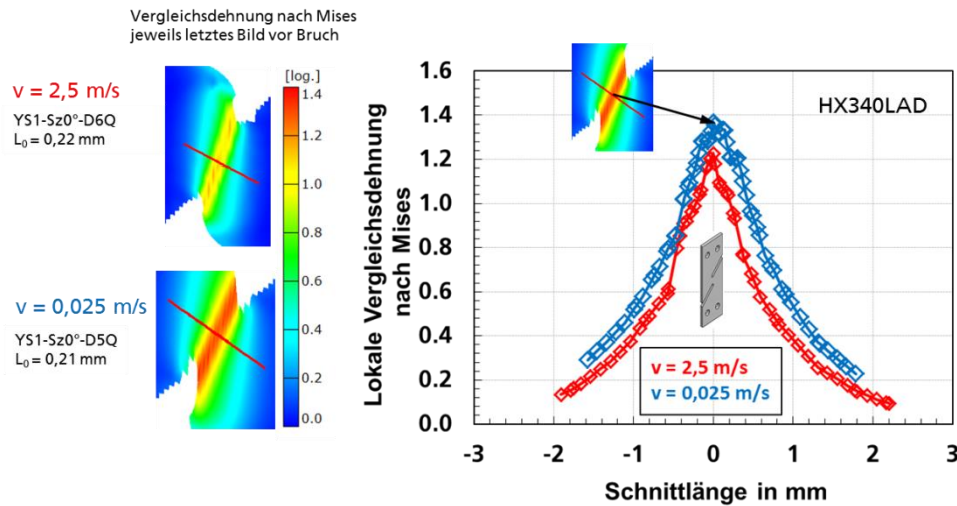 Vergleichsdehnung nach Mises
jeweils letztes Bild vor Bruch
v = 2,5 m/s
YS1-Sz0°-D6Q
L₀ = 0,22 mm
v = 0,025 m/s
YS1-Sz0°-D5Q
L₀ = 0,21 mm
[log.]
1.4
1.2
1.0
0.8
0.6
0.4
0.2
0.0
Lokale Vergleichsdehnung
nach Mises
1.6
1.4
1.2
1.0
0.8
0.6
0.4
0.2
0.0
HX340LAD
v = 2,5 m/s
v = 0,025 m/s
-3 -2 -1 0 1 2 3
Schnittlänge in mm